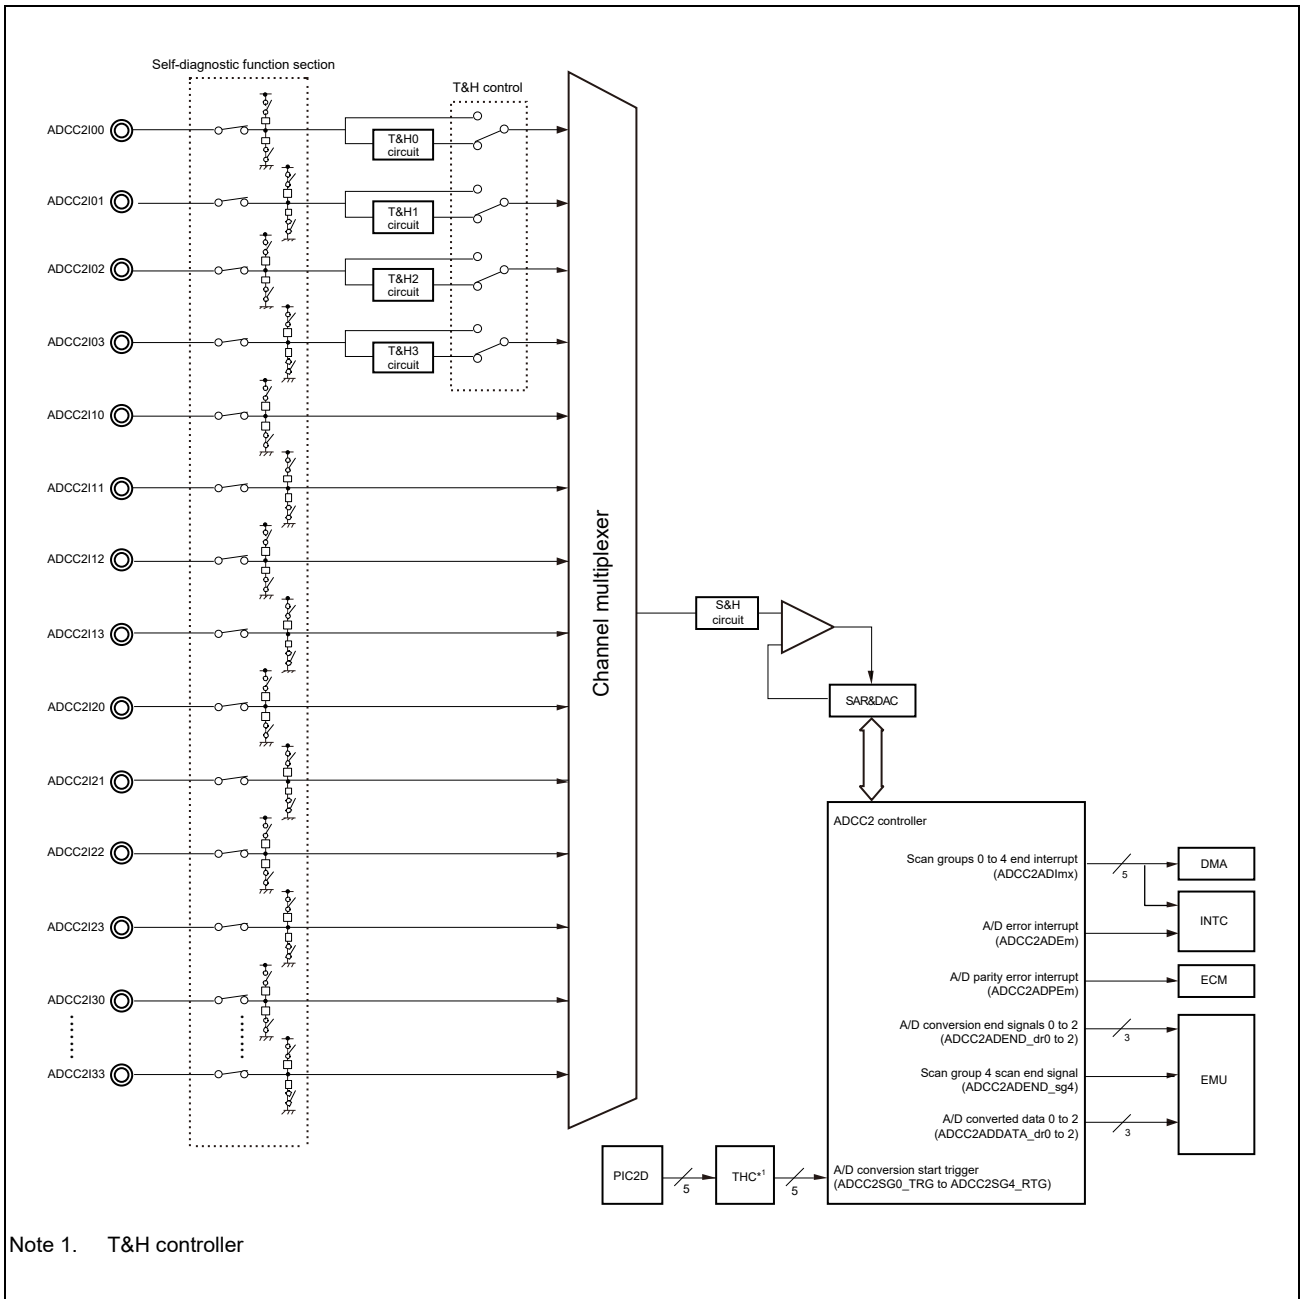 Self-diagnostic function section
T&H control
ADCC2I00
T&H0
circuit
ADCC2I01
T&H1
circuit
ADCC2I02
T&H2
circuit
ADCC2I03
T&H3
circuit
ADCC2I10
ADCC2I11
ADCC2I12
ADCC2I13
ADCC2I20
ADCC2I21
ADCC2I22
ADCC2I23
ADCC2I30
ADCC2I33
Channel multiplexer
S&H
circuit
SAR&DAC
ADCC2 controller
Scan groups 0 to 4 end interrupt
(ADCC2ADImx)
5
DMA
INTC
A/D error interrupt
(ADCC2ADEm)
A/D parity error interrupt
(ADCC2ADPEm)
ECM
A/D conversion end signals 0 to 2
(ADCC2ADEND_dr0 to 2)
3
Scan group 4 scan end signal
(ADCC2ADEND_sg4)
EMU
A/D converted data 0 to 2
(ADCC2ADDATA_dr0 to 2)
3
PIC2D
5
THC*1
5
A/D conversion start trigger
(ADCC2SG0_TRG to ADCC2SG4_RTG)
Note 1. T&H controller